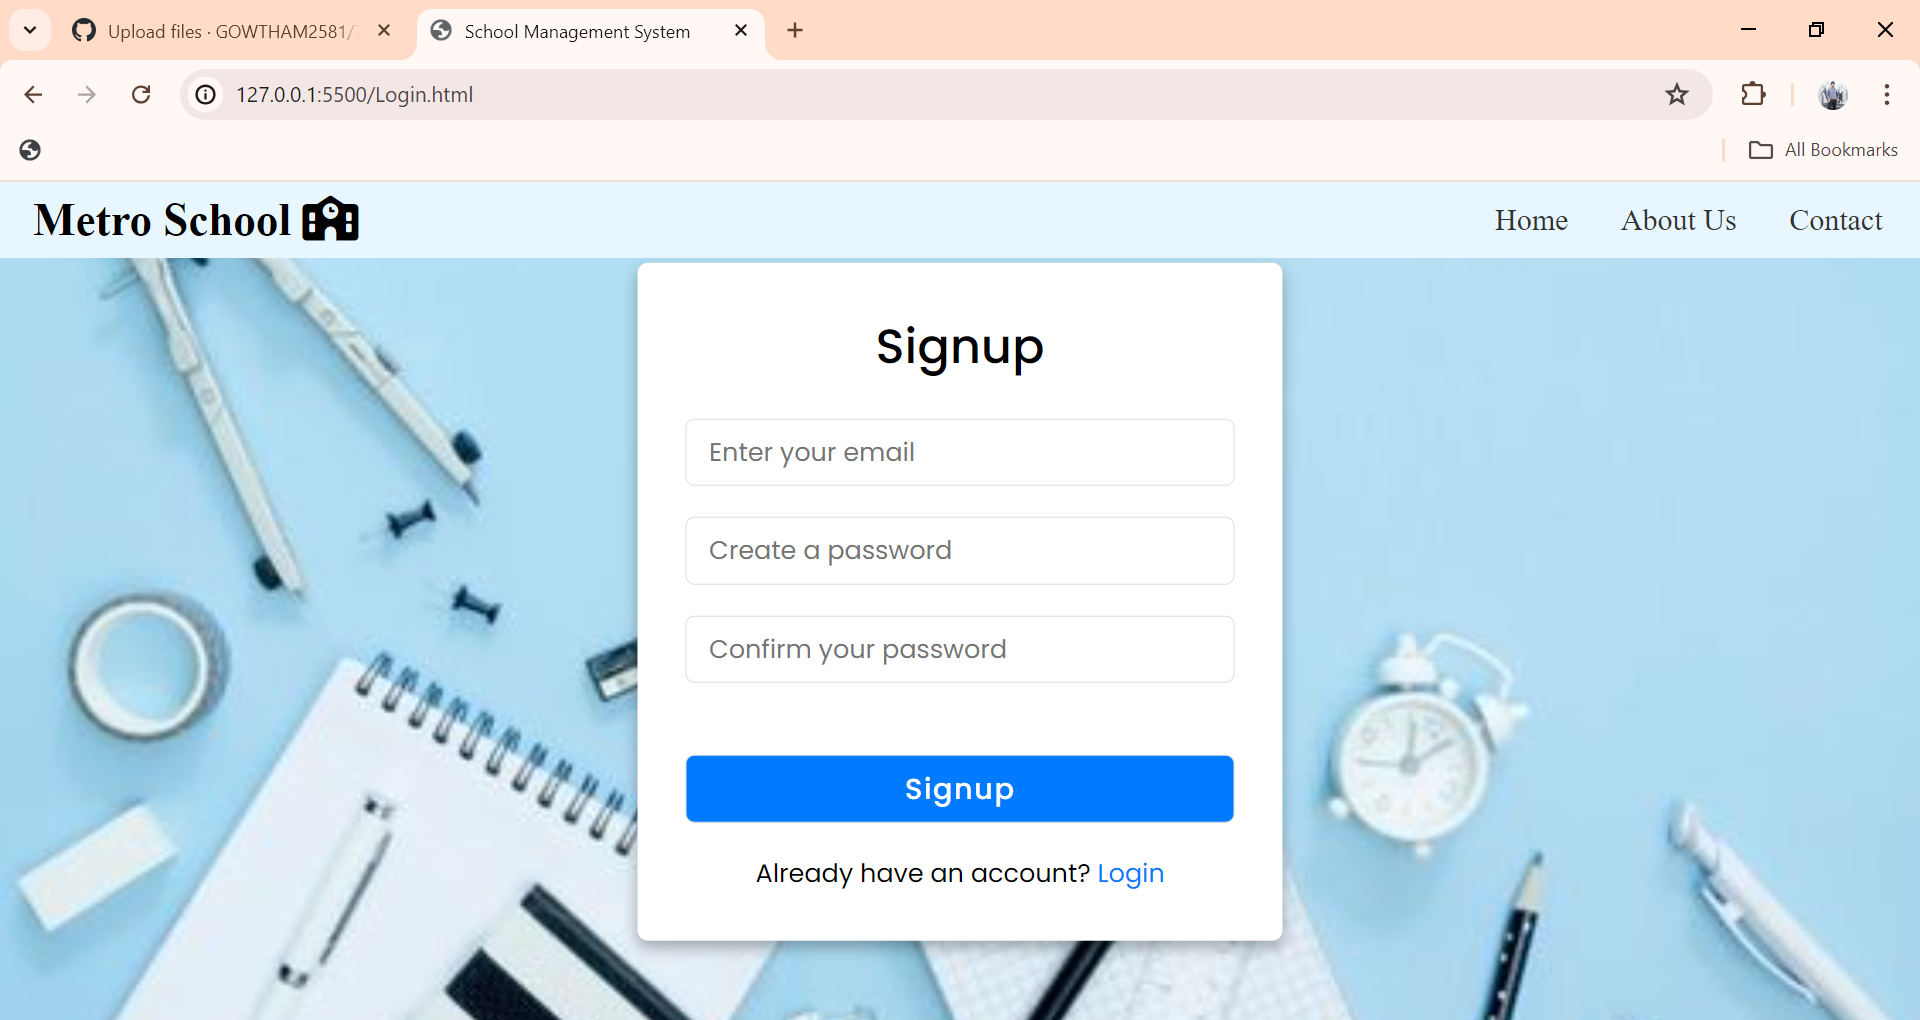 Upload files · GOWTHAM2581/
School Management System
127.0.0.1:5500/Login.html
All Bookmarks
Metro School
Home
About Us
Contact
Signup
Enter your email
Create a password
Confirm your password
Signup
Already have an account? Login